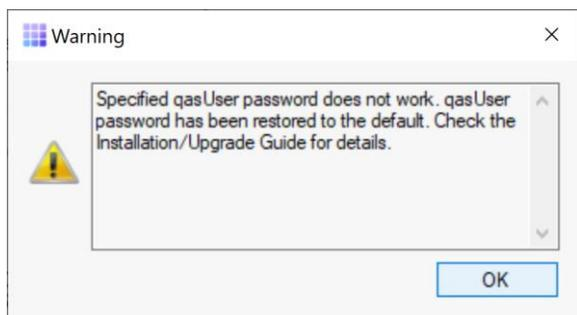 Warning
Specified qasUser password does not work. qasUser
password has been restored to the default. Check the
Installation/Upgrade Guide for details.
OK